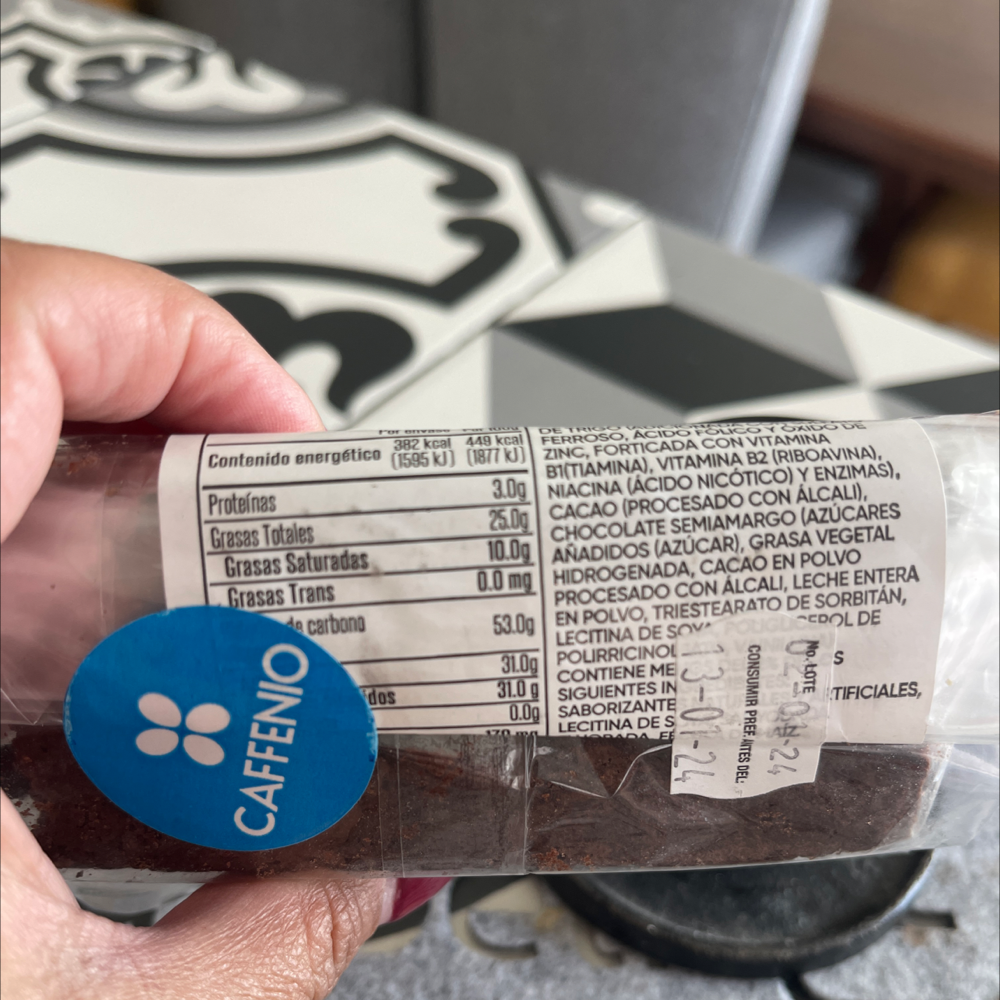 382 kcal 449 kcal
Contenido energético (1595 kJ) (1877 kJ)
Proteínas 3.0g
Grasas Totales 25.0g
Grasas Saturadas 10.0g
Grasas Trans 0.0 mg
de carbono 53.0g
31.0g
dos 31.0 g
0.0g
FERROSO, ÁCIDO FÓLICO Y ÓXIDO DE
ZINC, FORTICADA CON VITAMINA
B1(TIAMINA), VITAMINA B2 (RIBOAVINA),
NIACINA (ÁCIDO NICÓTICO) Y ENZIMAS),
CACAO (PROCESADO CON ÁLCALI),
CHOCOLATE SEMIAMARGO (AZÚCARES
AÑADIDOS (AZÚCAR), GRASA VEGETAL
HIDROGENADA, CACAO EN POLVO
PROCESADO CON ÁLCALI, LECHE ENTERA
EN POLVO, TRIESTEARATO DE SORBITÁN,
LECITINA DE SOYA, POLIGLICEROL DE
POLIRRICINOL
CONTIENE ME S
SIGUIENTES IN TIFICIALES,
SABORIZANTE
LECITINA DE S
CAFFENIO
No. LOTE
CONSUMIR PREF. ANTES DEL:
13-01-24